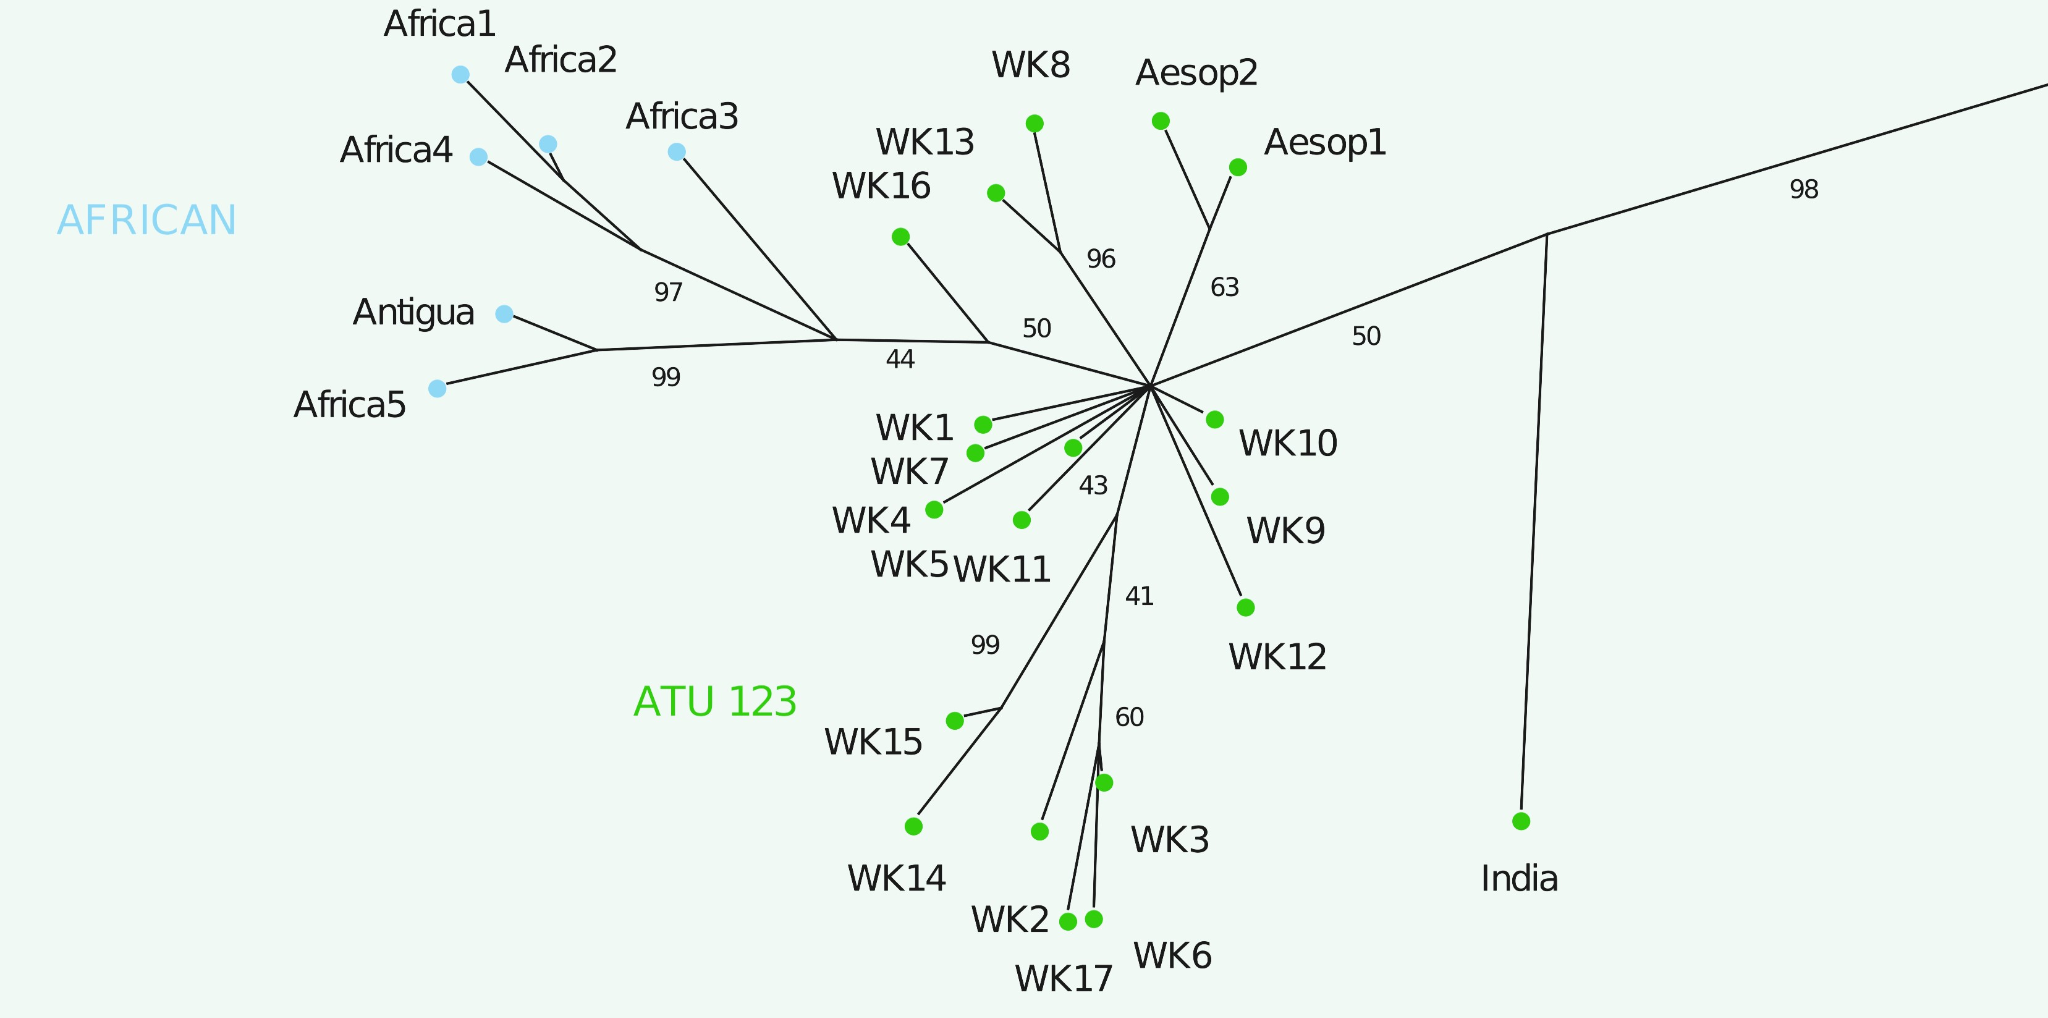 Africa1
Africa2
WK8
Aesop2
Africa3
WK13
Aesop1
Africa4
WK16
98
AFRICAN
96
63
97
Antigua
50
50
44
99
Africa5
WK1
WK10
WK7
43
WK4
WK9
WK5
WK11
41
99
WK12
ATU 123
60
WK15
WK3
WK14
India
WK2
WK6
WK17